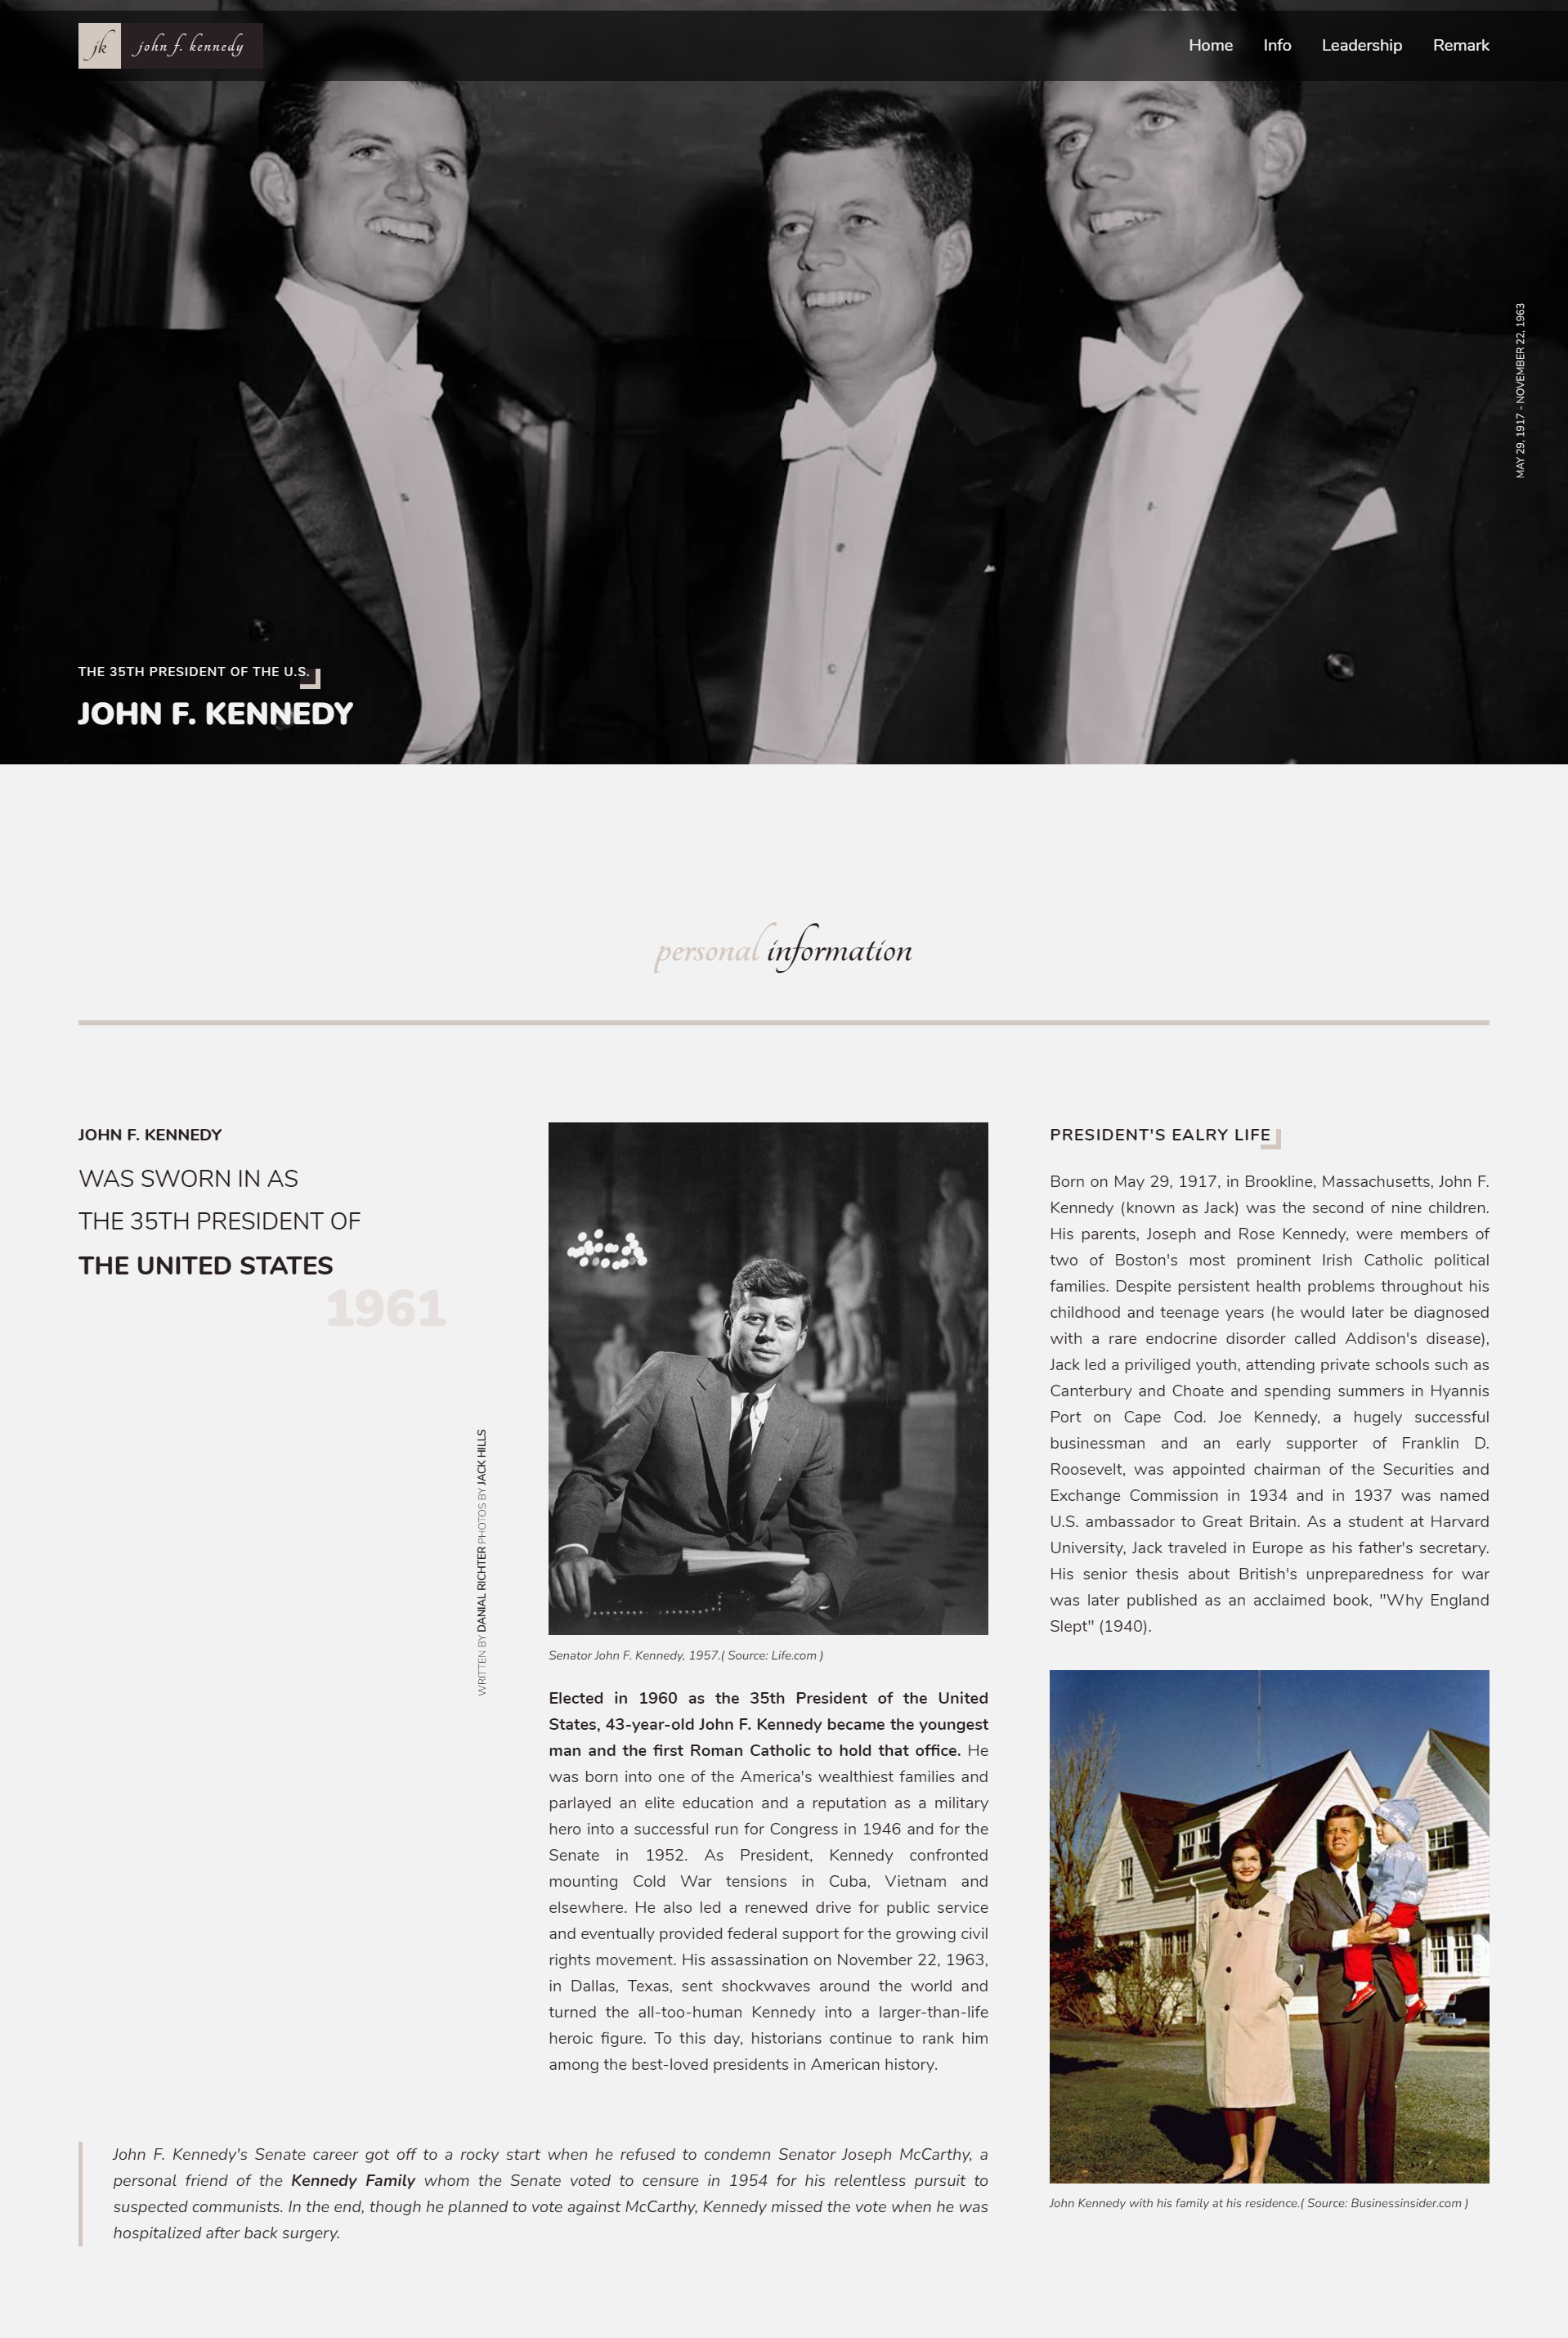 jk john f. kennedy
Home Info Leadership Remark
MAY 29, 1917 - NOVEMBER 22, 1963
THE 35TH PRESIDENT OF THE U.S.
JOHN F. KENNEDY
personal information
JOHN F. KENNEDY
WAS SWORN IN AS
THE 35TH PRESIDENT OF
THE UNITED STATES
1961
WRITTEN BY DANIAL RICHTER PHOTOS BY JACK HILLS
Senator John F. Kennedy, 1957.( Source: Life.com )
Elected in 1960 as the 35th President of the United
States, 43-year-old John F. Kennedy became the youngest
man and the first Roman Catholic to hold that office. He
was born into one of the America's wealthiest families and
parlayed an elite education and a reputation as a military
hero into a successful run for Congress in 1946 and for the
Senate in 1952. As President, Kennedy confronted
mounting Cold War tensions in Cuba, Vietnam and
elsewhere. He also led a renewed drive for public service
and eventually provided federal support for the growing civil
rights movement. His assassination on November 22, 1963,
in Dallas, Texas, sent shockwaves around the world and
turned the all-too-human Kennedy into a larger-than-life
heroic figure. To this day, historians continue to rank him
among the best-loved presidents in American history.
PRESIDENT'S EALRY LIFE
Born on May 29, 1917, in Brookline, Massachusetts, John F.
Kennedy (known as Jack) was the second of nine children.
His parents, Joseph and Rose Kennedy, were members of
two of Boston's most prominent Irish Catholic political
families. Despite persistent health problems throughout his
childhood and teenage years (he would later be diagnosed
with a rare endocrine disorder called Addison's disease),
Jack led a priviliged youth, attending private schools such as
Canterbury and Choate and spending summers in Hyannis
Port on Cape Cod. Joe Kennedy, a hugely successful
businessman and an early supporter of Franklin D.
Roosevelt, was appointed chairman of the Securities and
Exchange Commission in 1934 and in 1937 was named
U.S. ambassador to Great Britain. As a student at Harvard
University, Jack traveled in Europe as his father's secretary.
His senior thesis about British's unpreparedness for war
was later published as an acclaimed book, "Why England
Slept" (1940).
John Kennedy with his family at his residence.( Source: Businessinsider.com )
John F. Kennedy's Senate career got off to a rocky start when he refused to condemn Senator Joseph McCarthy, a
personal friend of the Kennedy Family whom the Senate voted to censure in 1954 for his relentless pursuit to
suspected communists. In the end, though he planned to vote against McCarthy, Kennedy missed the vote when he was
hospitalized after back surgery.